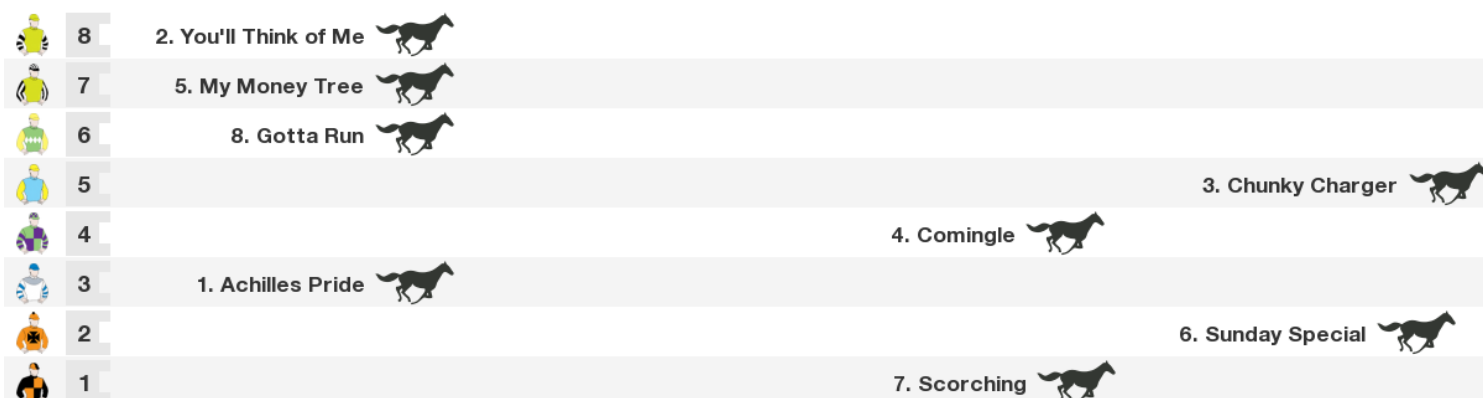 8 2. You'll Think of Me
7 5. My Money Tree
6 8. Gotta Run
5 3. Chunky Charger
4 4. Comingle
3 1. Achilles Pride
2 6. Sunday Special
1 7. Scorching